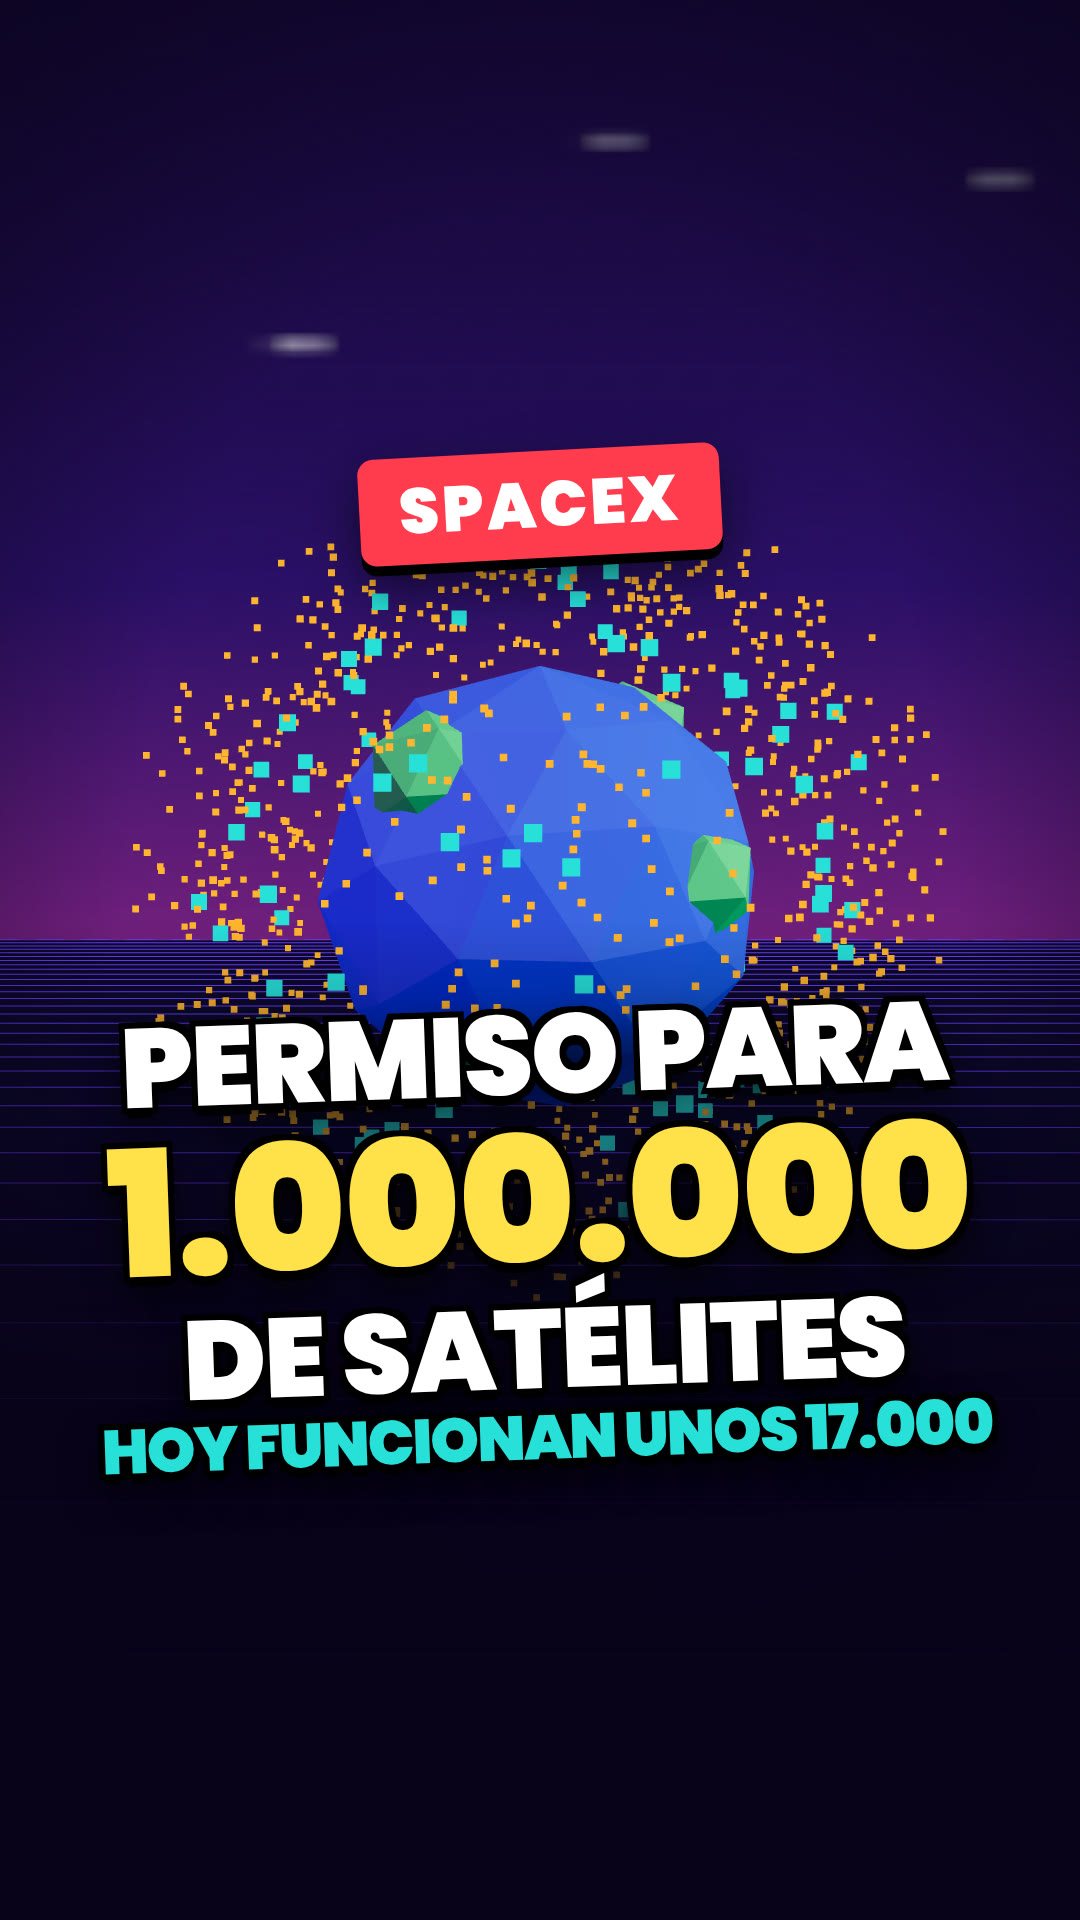 SPACEX
PERMISO PARA
1.000.000
DE SATÉLITES
HOY FUNCIONAN UNOS 17.000